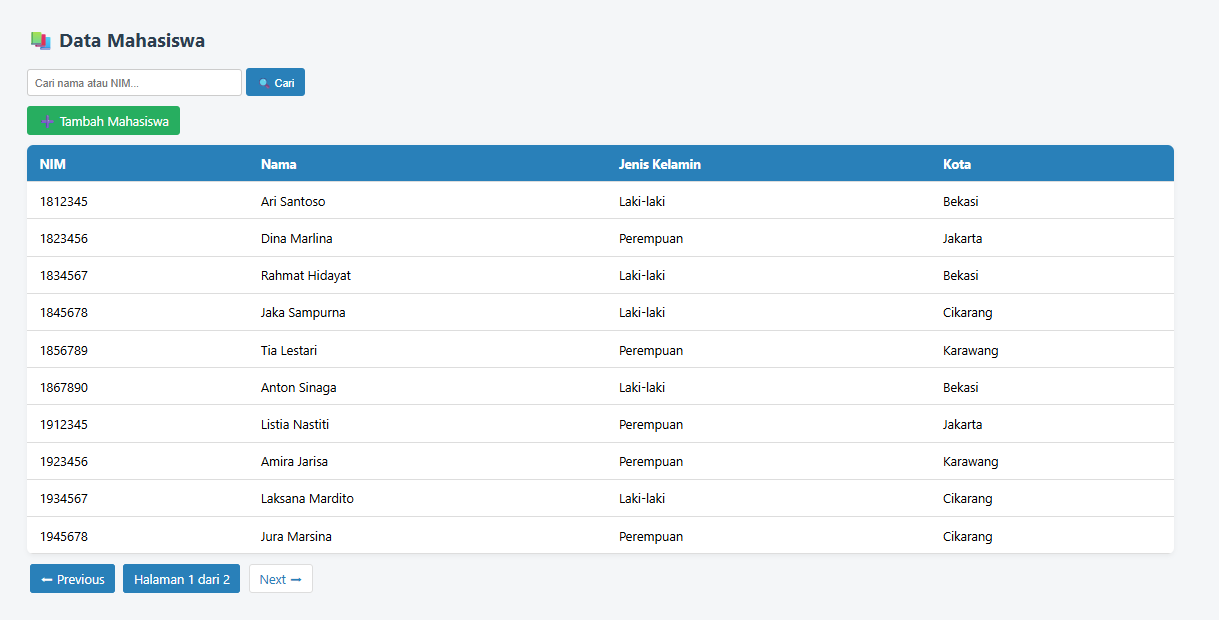 Data Mahasiswa
Cari nama atau NIM...
Cari
Tambah Mahasiswa
NIM Nama Jenis Kelamin Kota
1812345 Ari Santoso Laki-laki Bekasi
1823456 Dina Marlina Perempuan Jakarta
1834567 Rahmat Hidayat Laki-laki Bekasi
1845678 Jaka Sampurna Laki-laki Cikarang
1856789 Tia Lestari Perempuan Karawang
1867890 Anton Sinaga Laki-laki Bekasi
1912345 Listia Nastiti Perempuan Jakarta
1923456 Amira Jarisa Perempuan Karawang
1934567 Laksana Mardito Laki-laki Cikarang
1945678 Jura Marsina Perempuan Cikarang
← Previous Halaman 1 dari 2 Next →